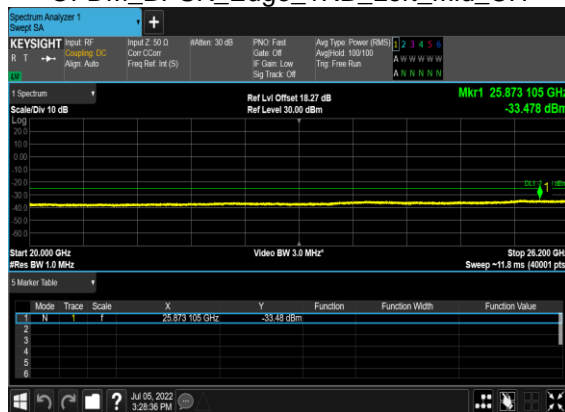 Spectrum Analyzer 1
Swept SA
+
KEYSIGHT Input: RF Input Z: 50 Ω #Atten: 30 dB PNO: Fast Avg Type: Power (RMS) 1 2 3 4 5 6
R T Coupling: DC Corr CCorr Gate: Off Avg|Hold: 100/100 A W W W W W
Align: Auto Freq Ref: Int (S) IF Gain: Low Trig: Free Run A N N N N N
Sig Track: Off
1 Spectrum Ref Lvl Offset 18.27 dB Mkr1 25.873 105 GHz
Scale/Div 10 dB Ref Level 30.00 dBm -33.478 dBm
Log
20.0
10.0
0.00
-10.0
-20.0
-30.0
-40.0
-50.0
-60.0
1
Start 20.000 GHz Video BW 3.0 MHz* Stop 26.200 GHz
#Res BW 1.0 MHz Sweep ~11.8 ms (40001 pts
5 Marker Table
Mode Trace Scale X Y Function Function Width Function Value
1 N 1 f 25.873 105 GHz -33.48 dBm
2
3
4
5
6
? Jul 05, 2022
3:28:36 PM